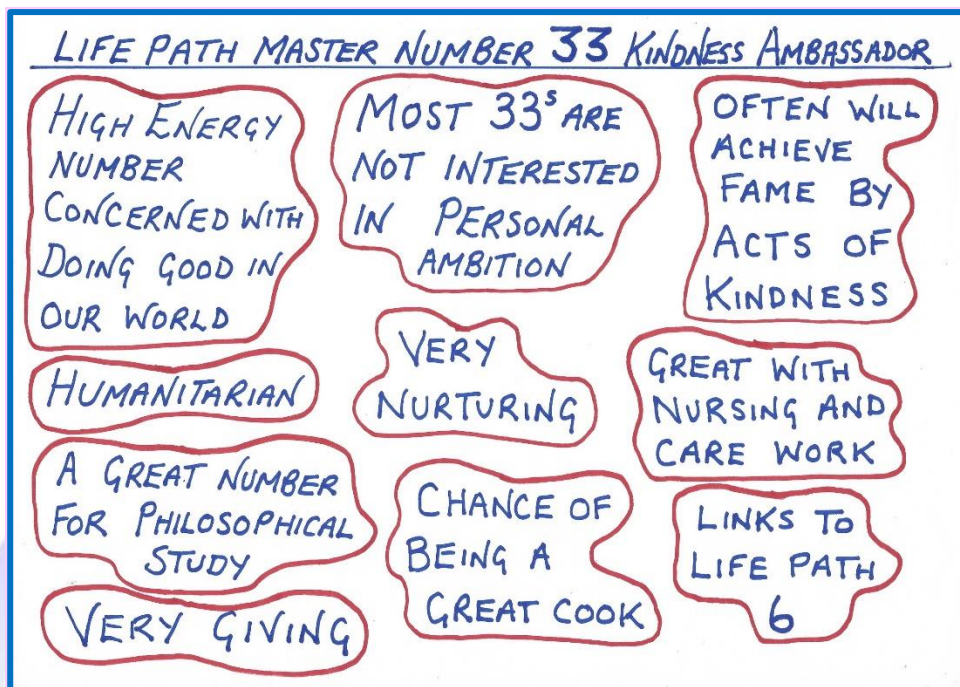 LIFE PATH MASTER NUMBER 33 KINDNESS AMBASSADOR
HIGH ENERGY
NUMBER
CONCERNED WITH
DOING GOOD IN
OUR WORLD
MOST 33s ARE
NOT INTERESTED
IN PERSONAL
AMBITION
OFTEN WILL
ACHIEVE
FAME BY
ACTS OF
KINDNESS
HUMANITARIAN
VERY
NURTURING
GREAT WITH
NURSING AND
CARE WORK
A GREAT NUMBER
FOR PHILOSOPHICAL
STUDY
CHANCE OF
BEING A
GREAT COOK
LINKS TO
LIFE PATH
6
VERY GIVING